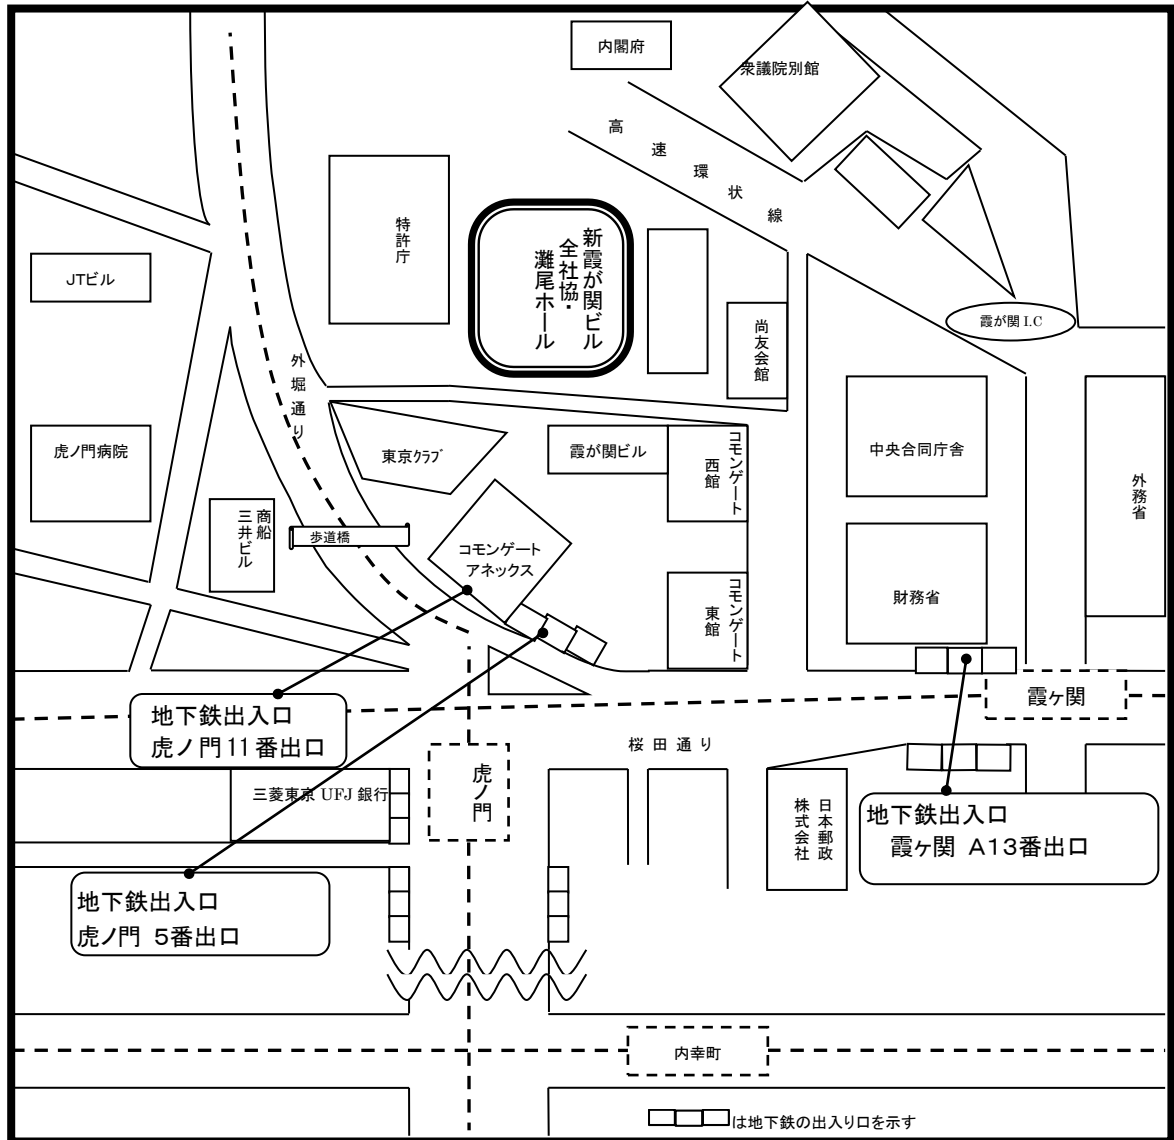 内閣府
衆議院別館
高速環状線
特許庁
新霞が関ビル
全社協・
灘尾ホール
JTビル
尚友会館
霞が関 I.C
外堀通り
虎ノ門病院
東京クラブ
霞が関ビル
コモンゲート
西館
中央合同庁舎
外務省
商船
三井ビル
歩道橋
コモンゲート
アネックス
コモンゲート
東館
財務省
霞ヶ関
地下鉄出入口
虎ノ門 11 番出口
桜田通り
虎ノ門
三菱東京 UFJ 銀行
日本郵政
株式会社
地下鉄出入口
霞ヶ関 A13番出口
地下鉄出入口
虎ノ門 5番出口
内幸町
は地下鉄の出入り口を示す